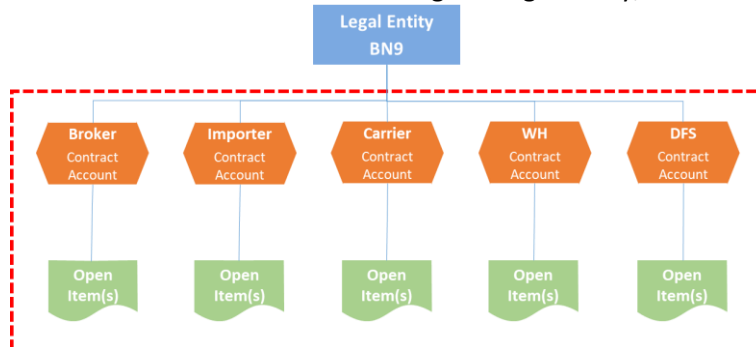 Legal Entity
BN9
Broker
Contract
Account
Importer
Contract
Account
Carrier
Contract
Account
WH
Contract
Account
DFS
Contract
Account
Open
Item(s)
Open
Item(s)
Open
Item(s)
Open
Item(s)
Open
Item(s)